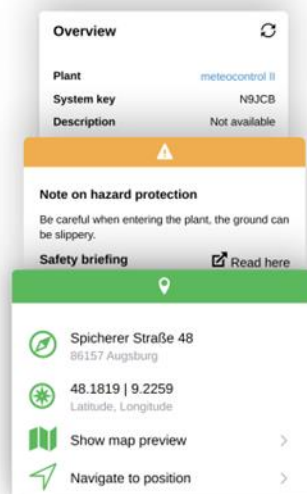 Overview
Plant meteocontrol II
System key N9JCB
Description Not available
Note on hazard protection
Be careful when entering the plant, the ground can
be slippery.
Safety briefing Read here
Spicherer Straße 48
86157 Augsburg
48.1819 | 9.2259
Latitude, Longitude
Show map preview
Navigate to position